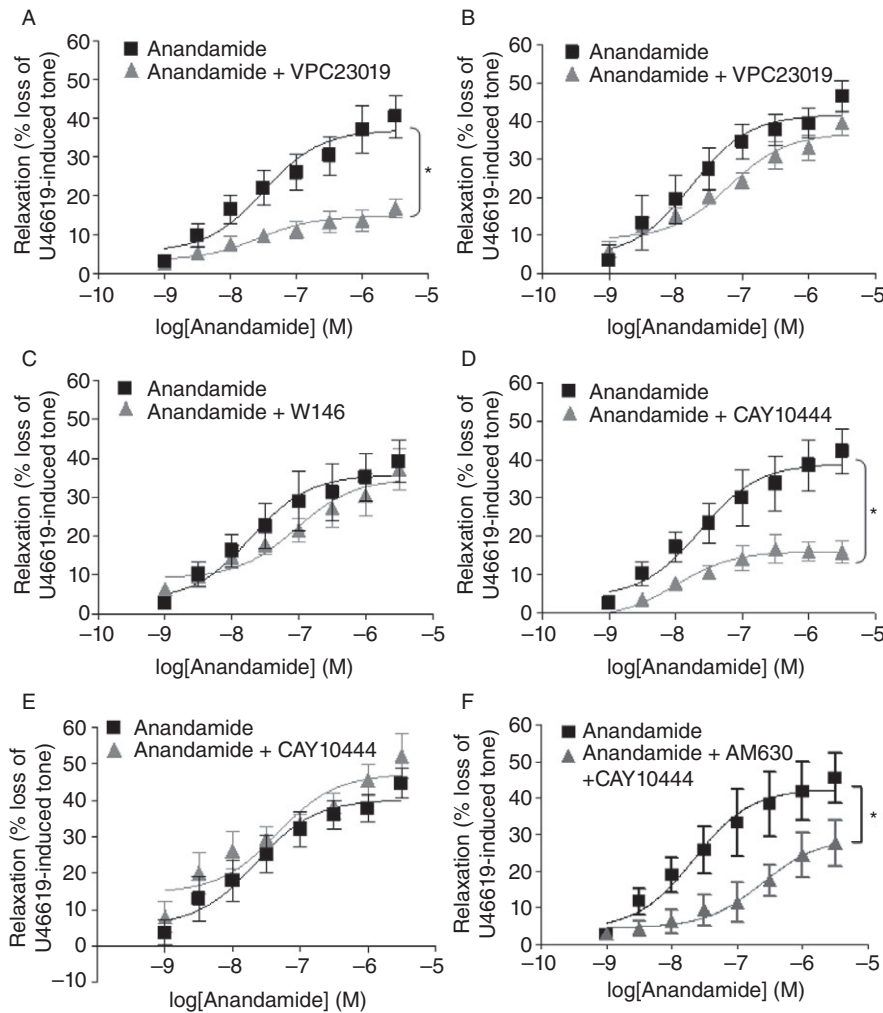 A
Anandamide
Anandamide + VPC23019
Relaxation (% loss of
U46619-induced tone)
60
50
40
30
20
10
0
*
–10 –9 –8 –7 –6 –5
log[Anandamide] (M)
B
Anandamide
Anandamide + VPC23019
Relaxation (% loss of
U46619-induced tone)
60
50
40
30
20
10
0
–10 –9 –8 –7 –6 –5
log[Anandamide] (M)
C
Anandamide
Anandamide + W146
Relaxation (% loss of
U46619-induced tone)
60
50
40
30
20
10
0
–10 –9 –8 –7 –6 –5
log[Anandamide] (M)
D
Anandamide
Anandamide + CAY10444
Relaxation (% loss of
U46619-induced tone)
60
50
40
30
20
10
0
*
–10 –9 –8 –7 –6 –5
log[Anandamide] (M)
E
Anandamide
Anandamide + CAY10444
Relaxation (% loss of
U46619-induced tone)
60
50
40
30
20
10
0
–10
–9 –8 –7 –6 –5
log[Anandamide] (M)
F
Anandamide
Anandamide + AM630
+CAY10444
Relaxation (% loss of
U46619-induced tone)
60
50
40
30
20
10
0
*
–10 –9 –8 –7 –6 –5
log[Anandamide] (M)